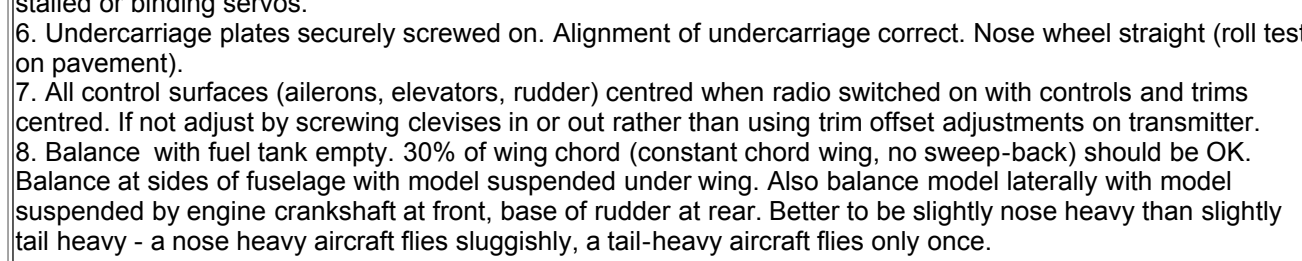 stalled or binding servos.
6. Undercarriage plates securely screwed on. Alignment of undercarriage correct. Nose wheel straight (roll test
on pavement).
7. All control surfaces (ailerons, elevators, rudder) centred when radio switched on with controls and trims
centred. If not adjust by screwing clevises in or out rather than using trim offset adjustments on transmitter.
8. Balance  with fuel tank empty. 30% of wing chord (constant chord wing, no sweep-back) should be OK.
Balance at sides of fuselage with model suspended under wing. Also balance model laterally with model
suspended by engine crankshaft at front, base of rudder at rear. Better to be slightly nose heavy than slightly
tail heavy - a nose heavy aircraft flies sluggishly, a tail-heavy aircraft flies only once.